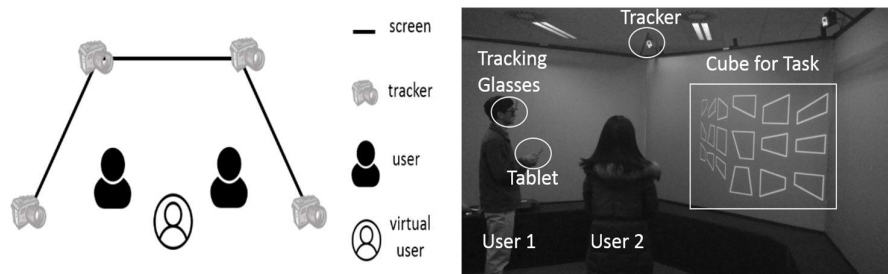 screen
tracker
user
virtual
user
Tracker
Tracking
Glasses
Cube for Task
Tablet
User 1
User 2